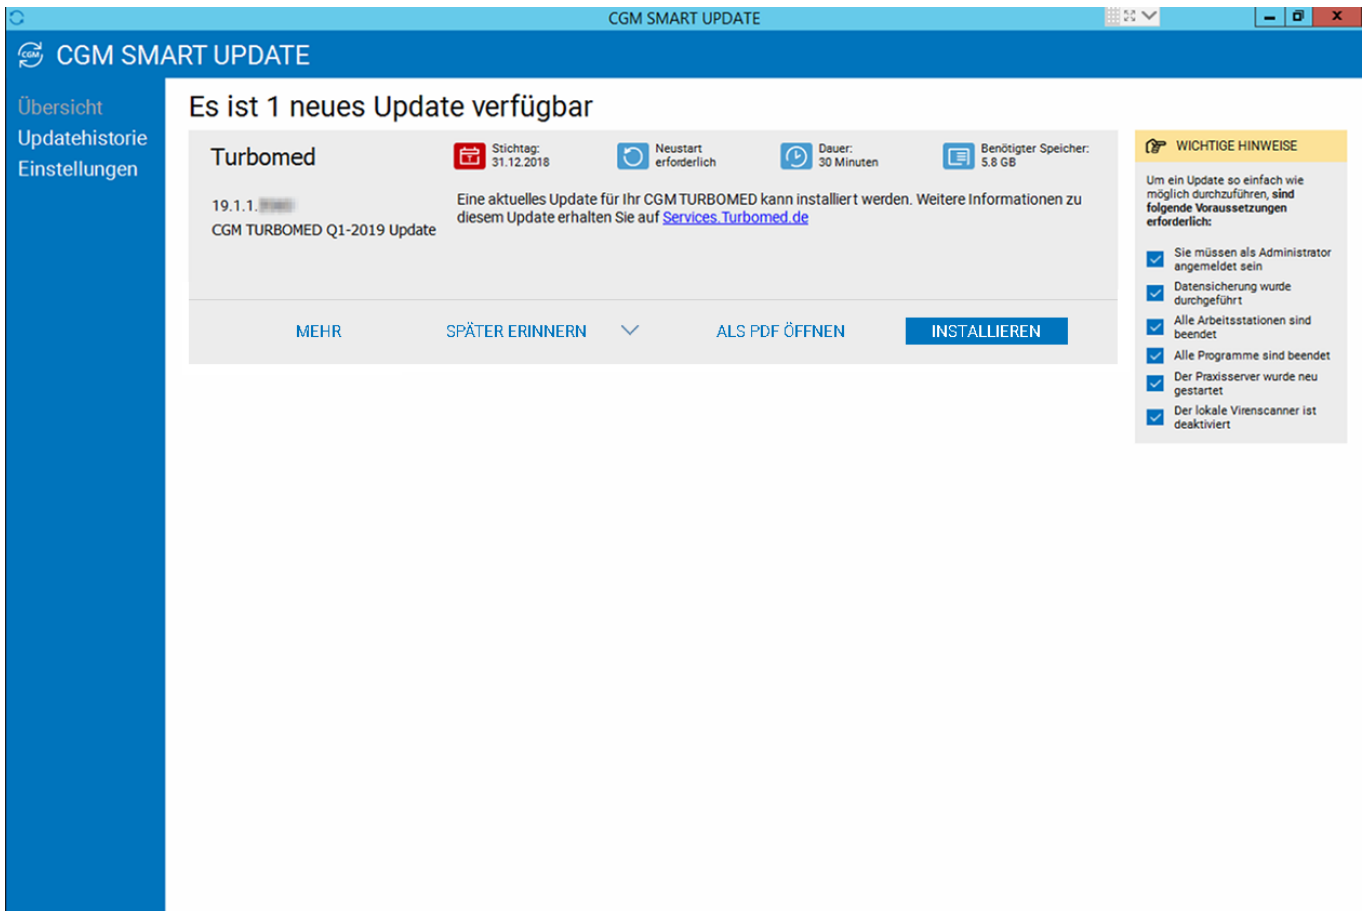 CGM SMART UPDATE
CGM CGM SMART UPDATE
Übersicht
Updatehistorie
Einstellungen
Es ist 1 neues Update verfügbar
Turbomed
19.1.1.
CGM TURBOMED Q1-2019 Update
Stichtag:
31.12.2018
Neustart
erforderlich
Dauer:
30 Minuten
Benötigter Speicher:
5.8 GB
Eine aktuelles Update für Ihr CGM TURBOMED kann installiert werden. Weitere Informationen zu
diesem Update erhalten Sie auf Services.Turbomed.de
MEHR
SPÄTER ERINNERN
ALS PDF ÖFFNEN
INSTALLIEREN
WICHTIGE HINWEISE
Um ein Update so einfach wie
möglich durchzuführen, sind
folgende Voraussetzungen
erforderlich:
Sie müssen als Administrator
angemeldet sein
Datensicherung wurde
durchgeführt
Alle Arbeitsstationen sind
beendet
Alle Programme sind beendet
Der Praxisserver wurde neu
gestartet
Der lokale Virenscanner ist
deaktiviert